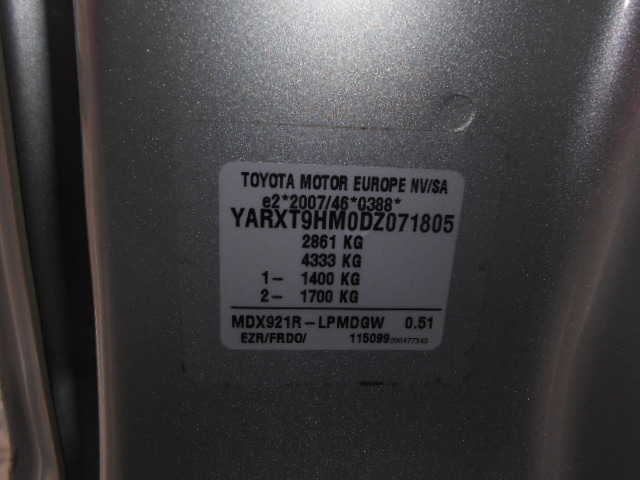 TOYOTA MOTOR EUROPE NV/SA
e2*2007/46*0388*
YARXT9HM0DZ071805
2861 KG
4333 KG
1- 1400 KG
2- 1700 KG
MDX921R-LPMDGW 0.51
EZR/FRDO/ 115099 200477345